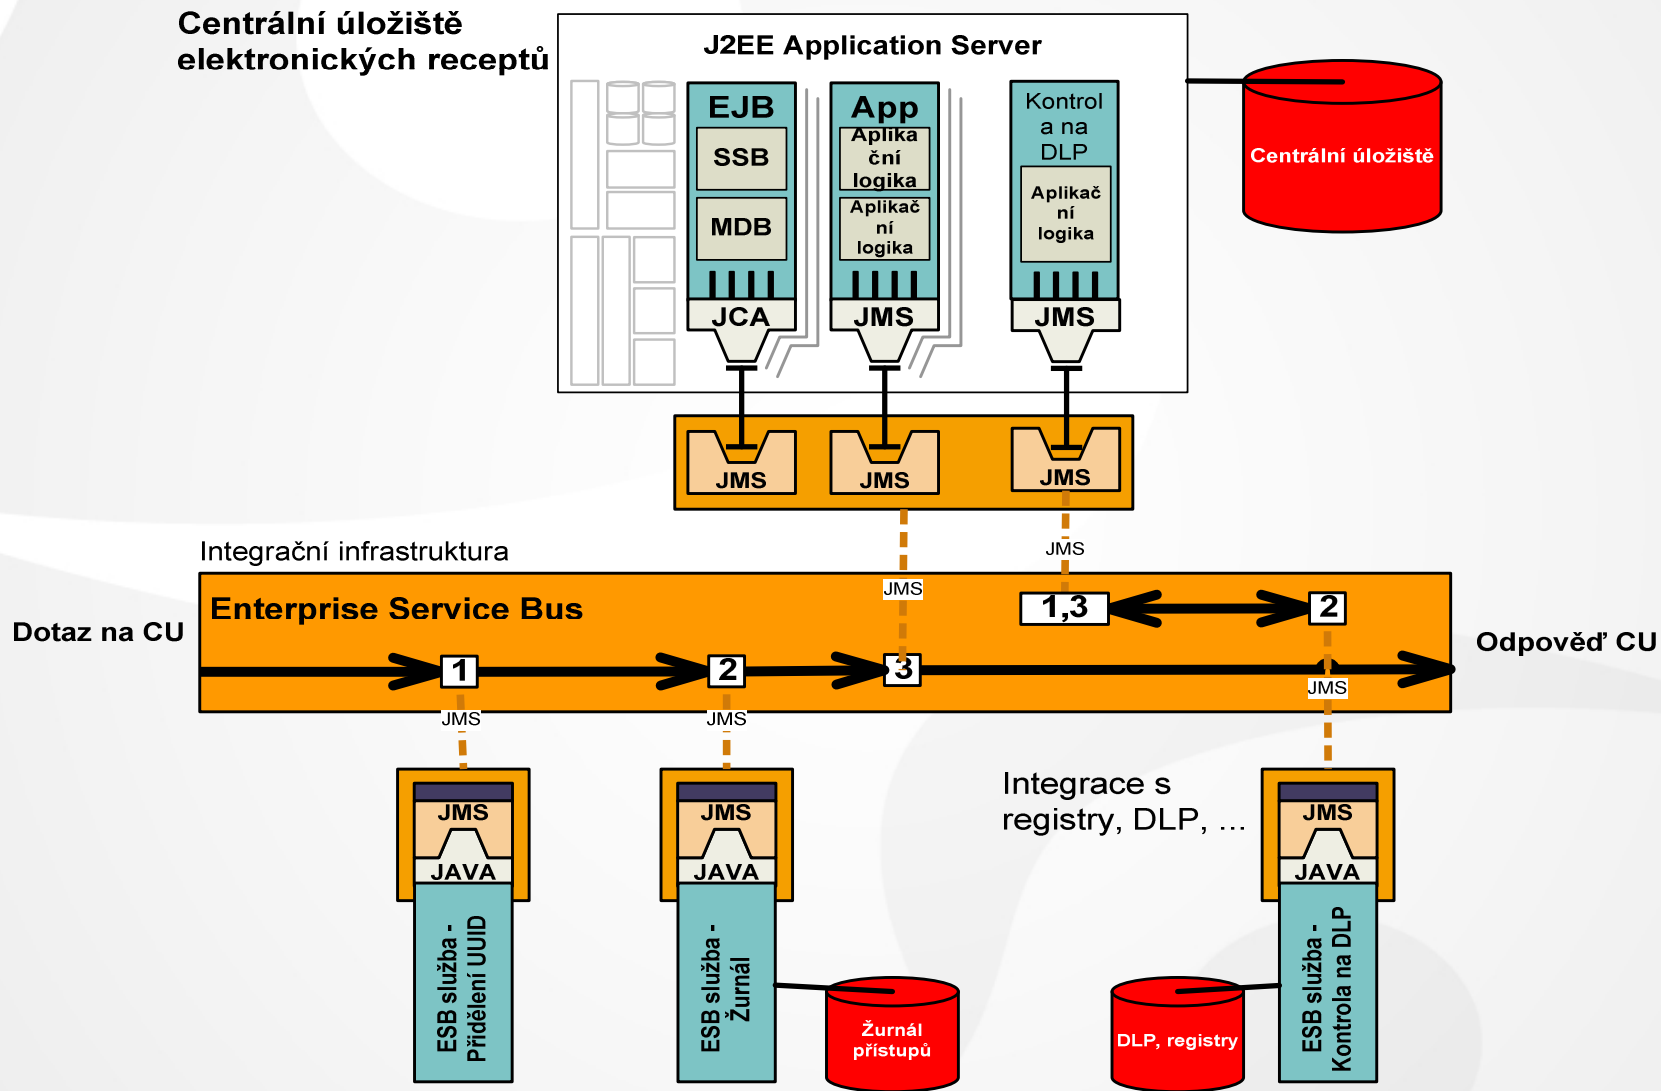 Centrální úložiště
elektronických receptů
J2EE Application Server
EJB
SSB
MDB
JCA
App
Aplika
ční
logika
Aplikač
ní
logika
JMS
Kontrol
a na
DLP
Aplikač
ní
logika
JMS
Centrální úložiště
JMS
JMS
JMS
JMS
JMS
Integrační infrastruktura
Enterprise Service Bus
1,3
2
Dotaz na CU
1
2
3
Odpověď CU
JMS
JMS
JMS
Integrace s
registry, DLP, ...
JMS
JAVA
ESB služba -
Přidělení UUID
JMS
JAVA
ESB služba -
Žurnál
Žurnál
přístupů
DLP, registry
JMS
JAVA
ESB služba -
Kontrola na DLP